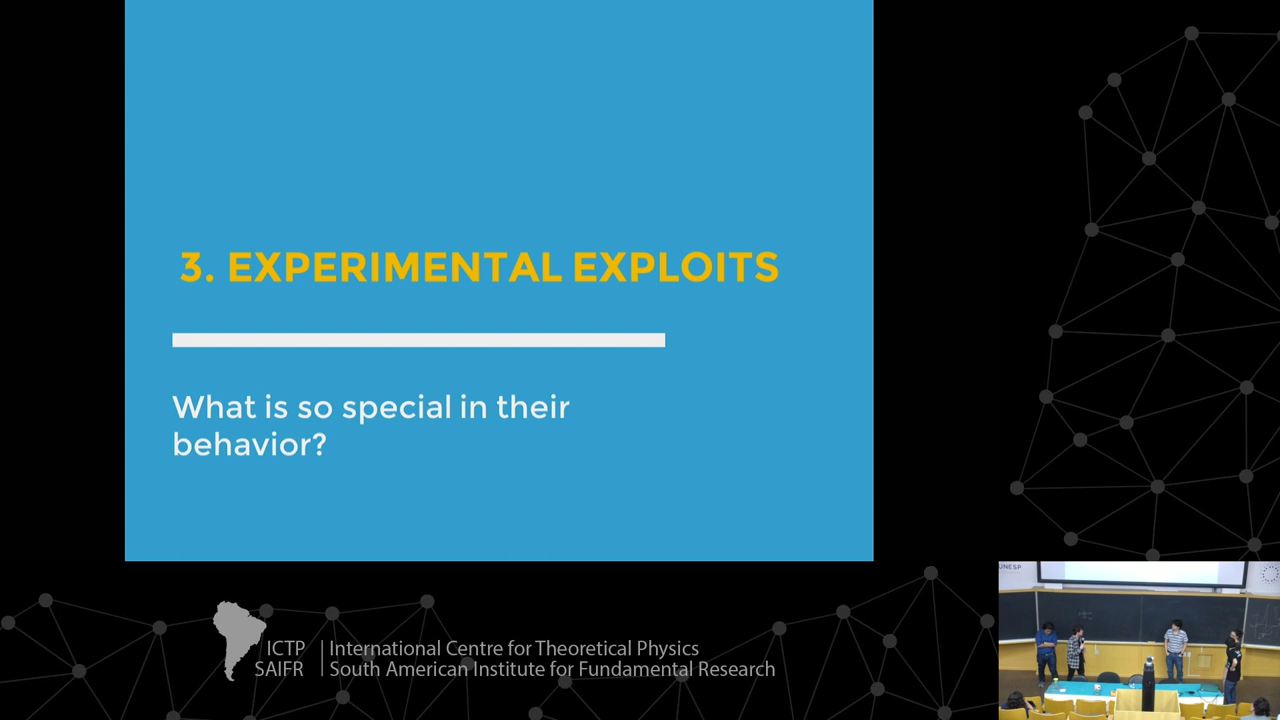 3. EXPERIMENTAL EXPLOITS
What is so special in their
behavior?
ICTP
SAIFR
International Centre for Theoretical Physics
South American Institute for Fundamental Research
UNESP